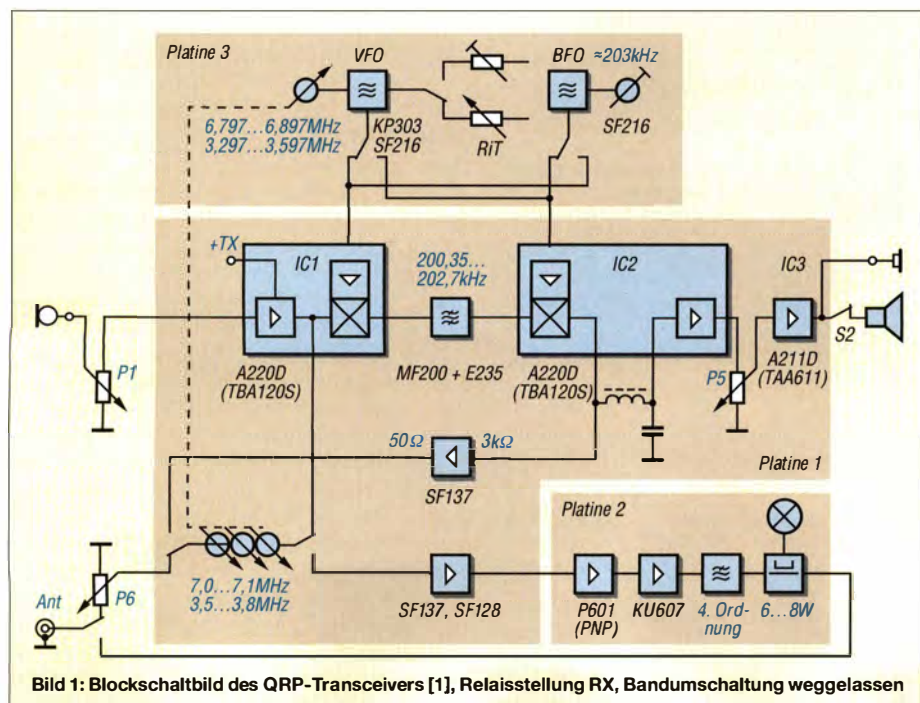 Platine 3
VFO
BFO
≈203kHz
6,797...6,897MHz
3,297...3,597MHz
KP303
SF216
RiT
SF216
+TX
IC1
200,35...
202,7kHz
IC2
IC3
P1
A220D
(TBA120S)
MF200 + E235
A220D
(TBA120S)
P5
A211D
(TAA611)
S2
50Ω
3kΩ
SF137
Platine 1
Platine 2
Ant
P6
7,0...7,1MHz
3,5...3,8MHz
SF137, SF128
P601
(PNP)
KU607
4. Ord-
nung
6...8W
Bild 1: Blockschaltbild des QRP-Transceivers [1], Relaisstellung RX, Bandumschaltung weggelassen